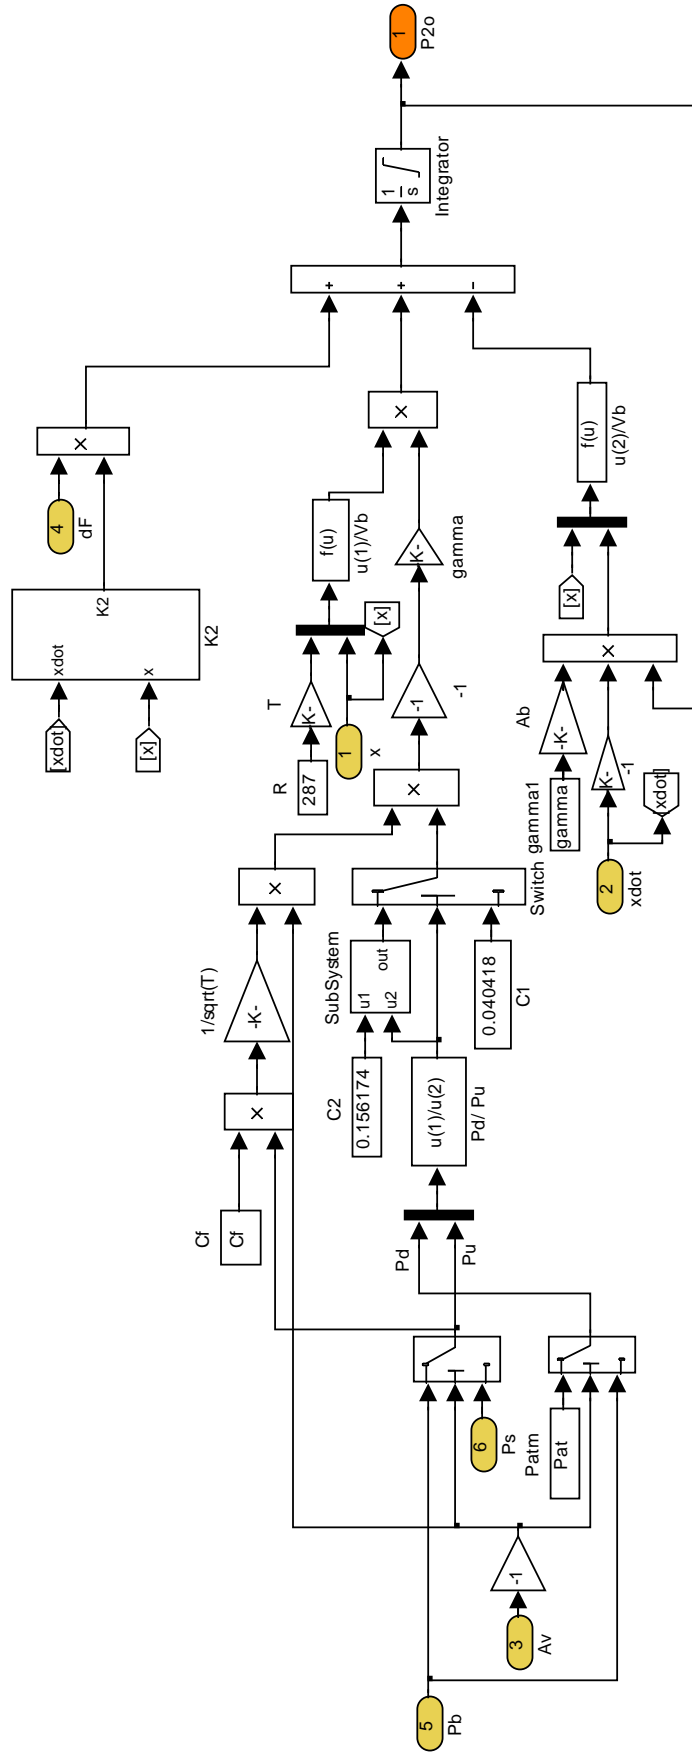 [xdot]
xdot
K2
[x]
x
K2
4
dF
×
Cf
Cf
×
1/sqrt(T)
-K-
×
R
287
T
K-
1
x
f(u)
u(1)/Vb
[x]
+
+
-
1
s
Integrator
1
P2o
C2
0.156174
SubSystem
u1
u2
out
Pd
Pu
u(1)/u(2)
Pd/ Pu
0.040418
C1
Switch
×
-1
-1
K-
gamma
×
5
Pb
3
Av
-1
6
Ps
Patm
Pat
gamma1
gamma
Ab
-K-
2
xdot
K-
-1
[xdot]
×
[x]
f(u)
u(2)/Vb